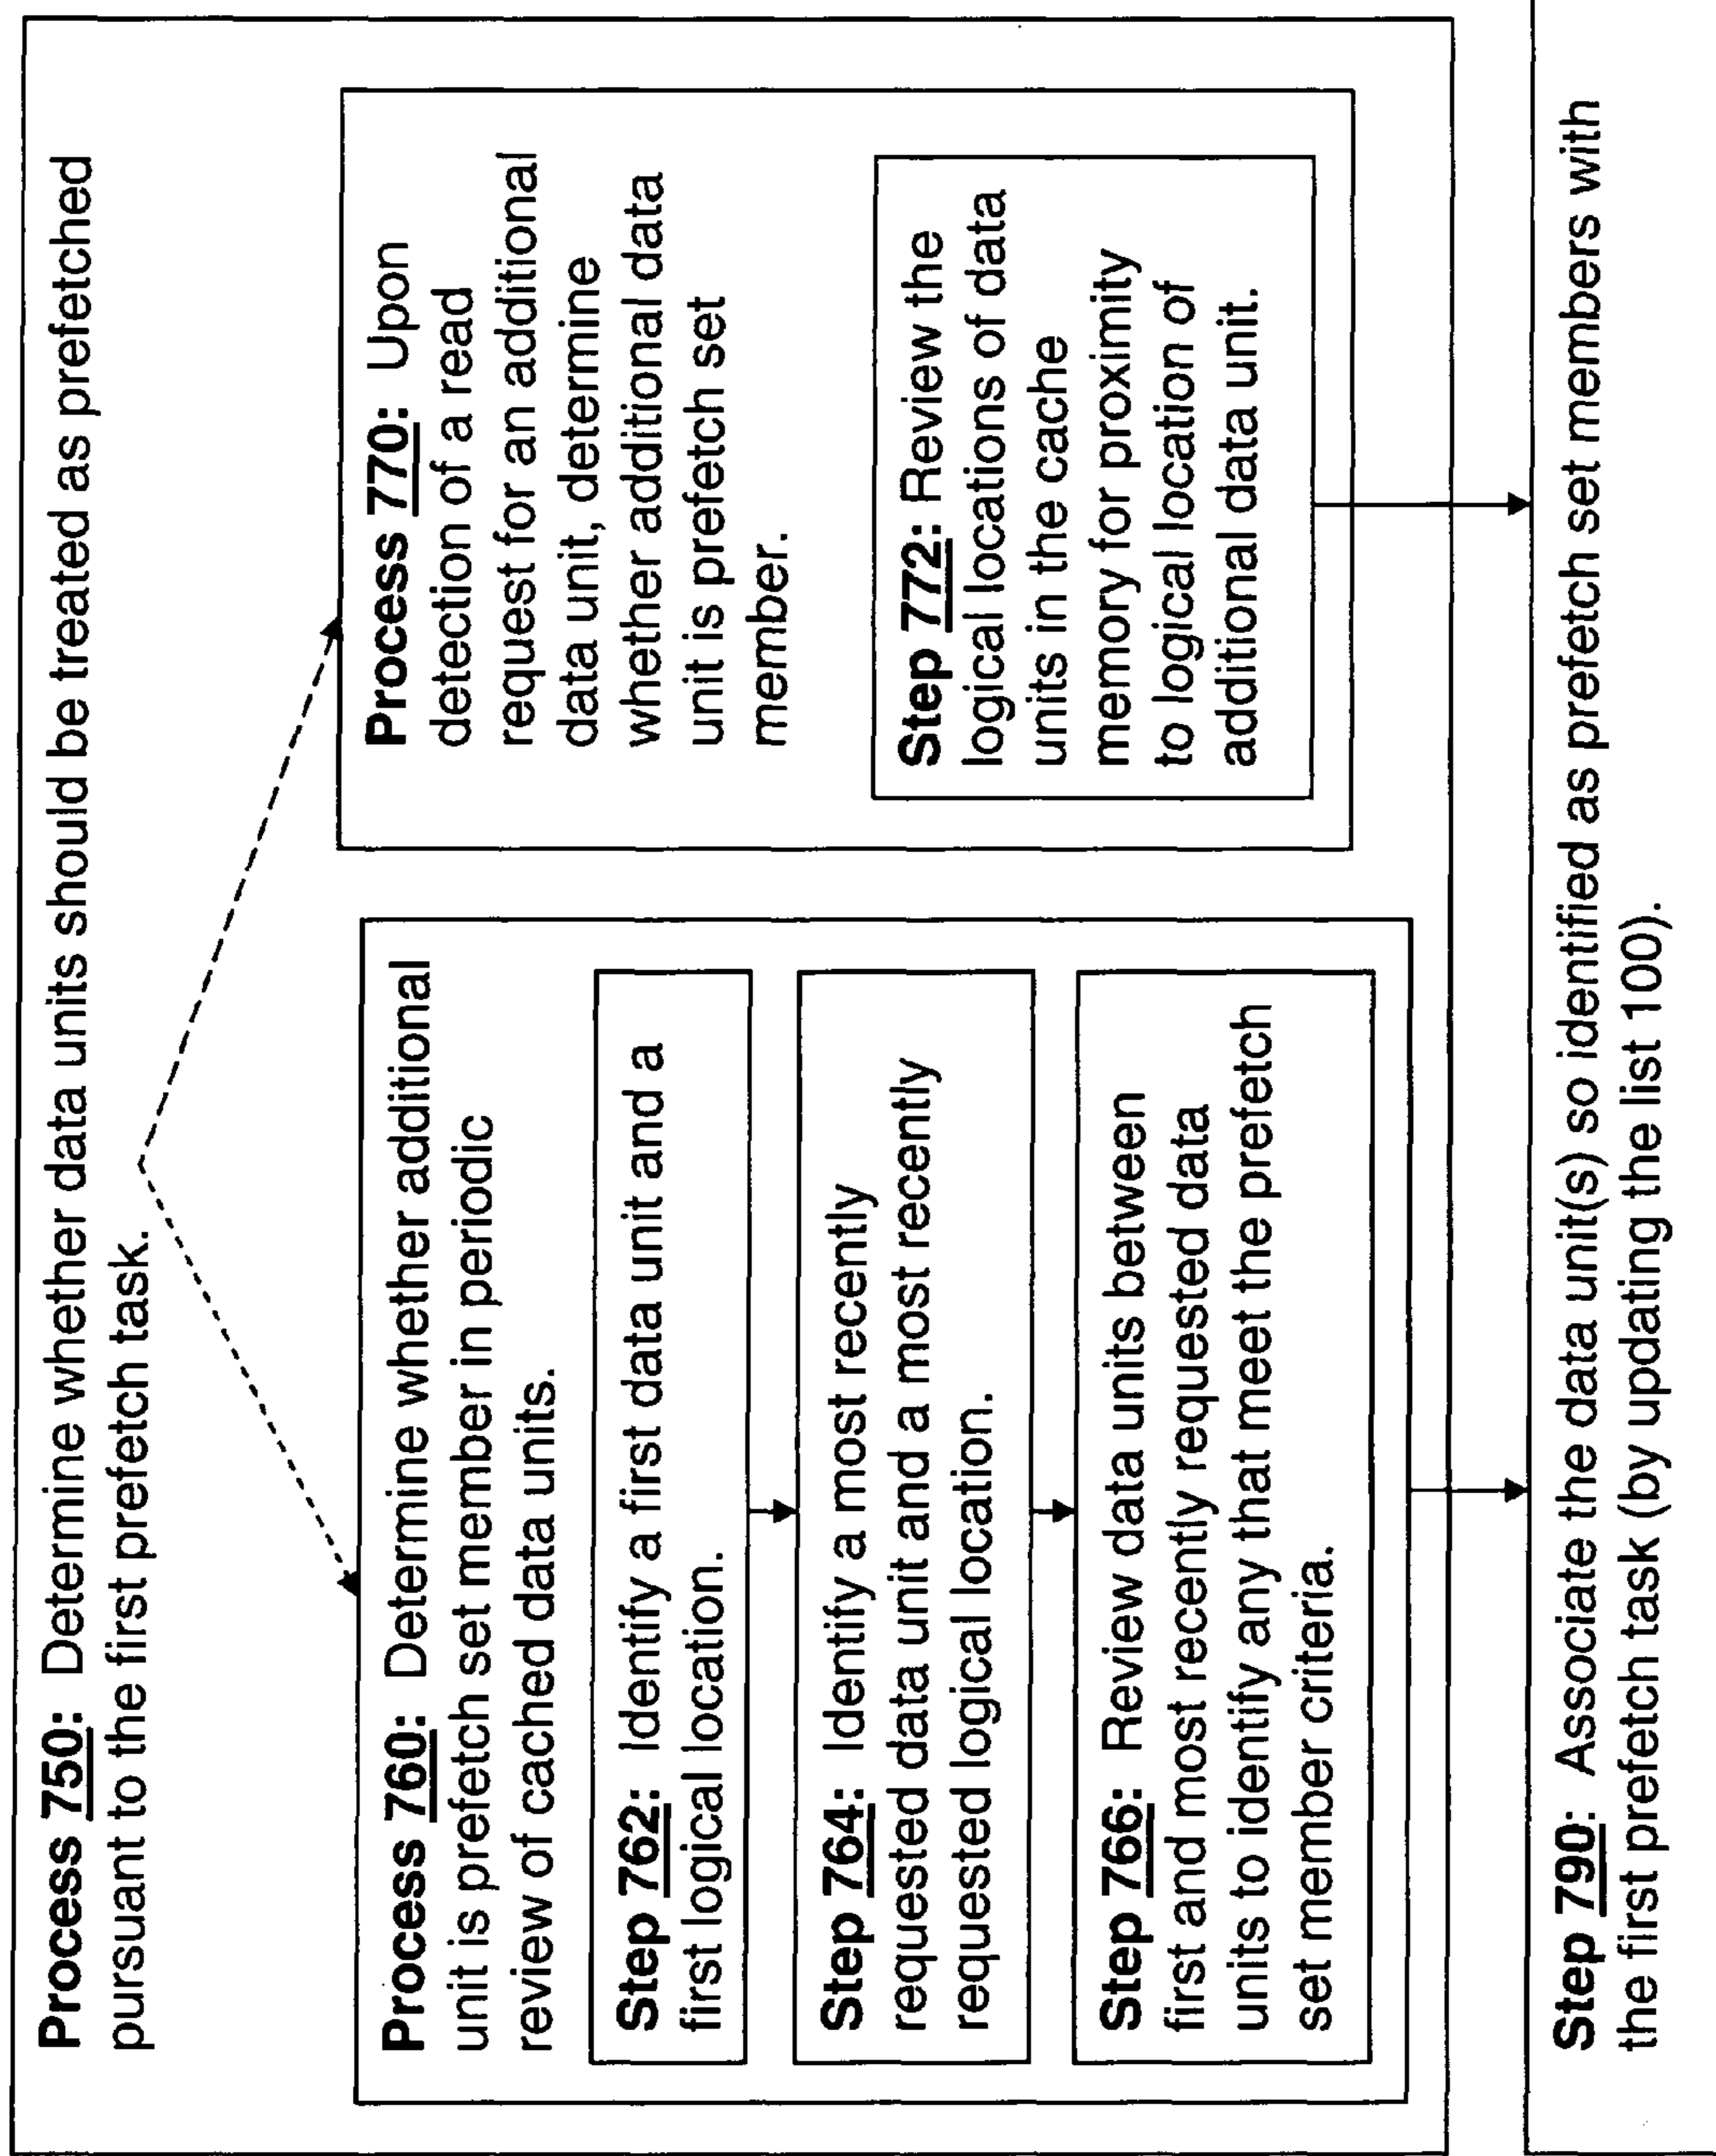 Process 750: Determine whether data units should be treated as prefetched
pursuant to the first prefetch task.
Process 760: Determine whether additional
unit is prefetch set member in periodic
review of cached data units.
Step 762: Identify a first data unit and a
first logical location.
Step 764: Identify a most recently
requested data unit and a most recently
requested logical location.
Step 766: Review data units between
first and most recently requested data
units to identify any that meet the prefetch
set member criteria.
Process 770: Upon
detection of a read
request for an additional
data unit, determine
whether additional data
unit is prefetch set
member.
Step 772: Review the
logical locations of data
units in the cache
memory for proximity
to logical location of
additional data unit.
Step 790: Associate the data unit(s) so identified as prefetch set members with
the first prefetch task (by updating the list 100).